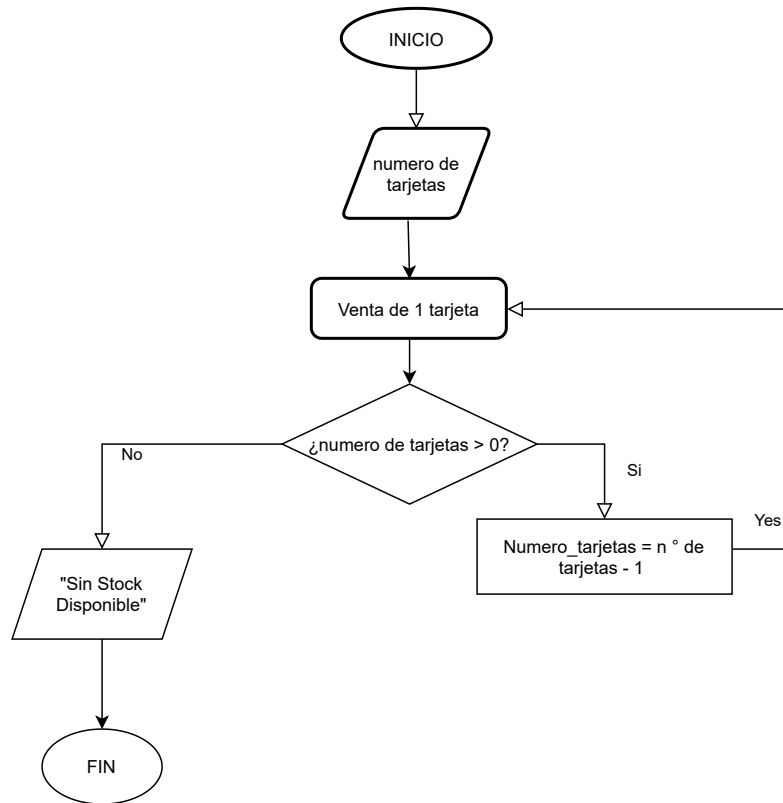 INICIO
numero de
tarjetas
Venta de 1 tarjeta
¿numero de tarjetas > 0?
No
Si
Yes
Numero_tarjetas = n ° de
tarjetas - 1
"Sin Stock
Disponible"
FIN